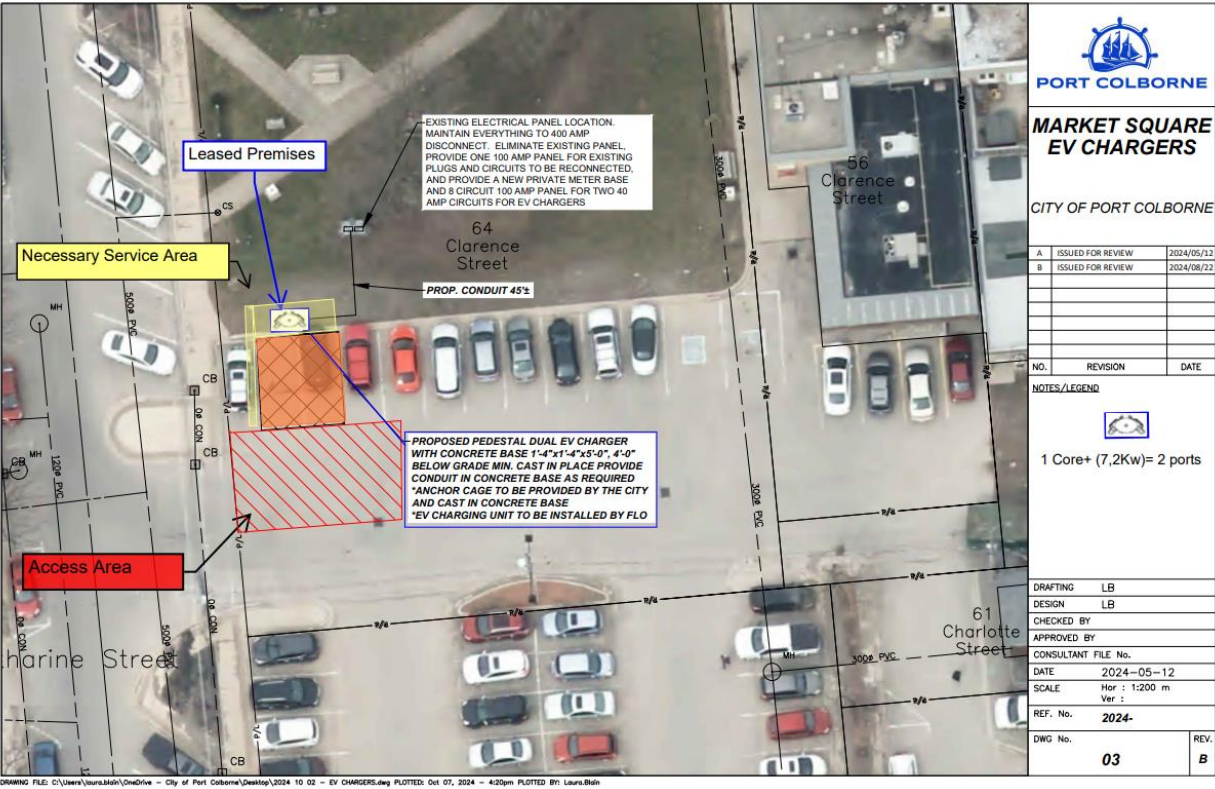 Leased Premises
EXISTING ELECTRICAL PANEL LOCATION.
MAINTAIN EVERYTHING TO 400 AMP
DISCONNECT. ELIMINATE EXISTING PANEL,
PROVIDE ONE 100 AMP PANEL FOR EXISTING
PLUGS AND CIRCUITS TO BE RECONNECTED,
AND PROVIDE A NEW PRIVATE METER BASE
AND 8 CIRCUIT 100 AMP PANEL FOR TWO 40
AMP CIRCUITS FOR EV CHARGERS
CS
64
Clarence
Street
56
Clarence
Street
Necessary Service Area
PROP. CONDUIT 45'±
MH
500ø PVC
300ø PVC
P/L
CB
0ø CON
CB
MH
CB
120ø PVC
PROPOSED PEDESTAL DUAL EV CHARGER
WITH CONCRETE BASE 1'-4"x1'-4"x5'-0", 4'-0"
BELOW GRADE MIN. CAST IN PLACE PROVIDE
CONDUIT IN CONCRETE BASE AS REQUIRED
*ANCHOR CAGE TO BE PROVIDED BY THE CITY
AND CAST IN CONCRETE BASE
*EV CHARGING UNIT TO BE INSTALLED BY FLO
300ø PVC
P/L
P/L
P/L
P/L
P/L
Access Area
0ø CON
0ø CON
500ø PVC
harine Street
P/L
61
Charlotte
Street
MH
300ø PVC
P/L
CB
PORT COLBORNE
MARKET SQUARE
EV CHARGERS
CITY OF PORT COLBORNE
A ISSUED FOR REVIEW 2024/05/12
B ISSUED FOR REVIEW 2024/08/22
NO. REVISION DATE
NOTES/LEGEND
1 Core+ (7,2Kw)= 2 ports
DRAFTING LB
DESIGN LB
CHECKED BY
APPROVED BY
CONSULTANT FILE No.
DATE 2024-05-12
SCALE Hor : 1:200 m
Ver :
REF. No. 2024-
DWG No. REV.
03 B
DRAWING FILE: C:\Users\laura.blain\OneDrive - City of Port Colborne\Desktop\2024 10 02 - EV CHARGERS.dwg PLOTTED: Oct 07, 2024 - 4:20pm PLOTTED BY: Laura.Blain